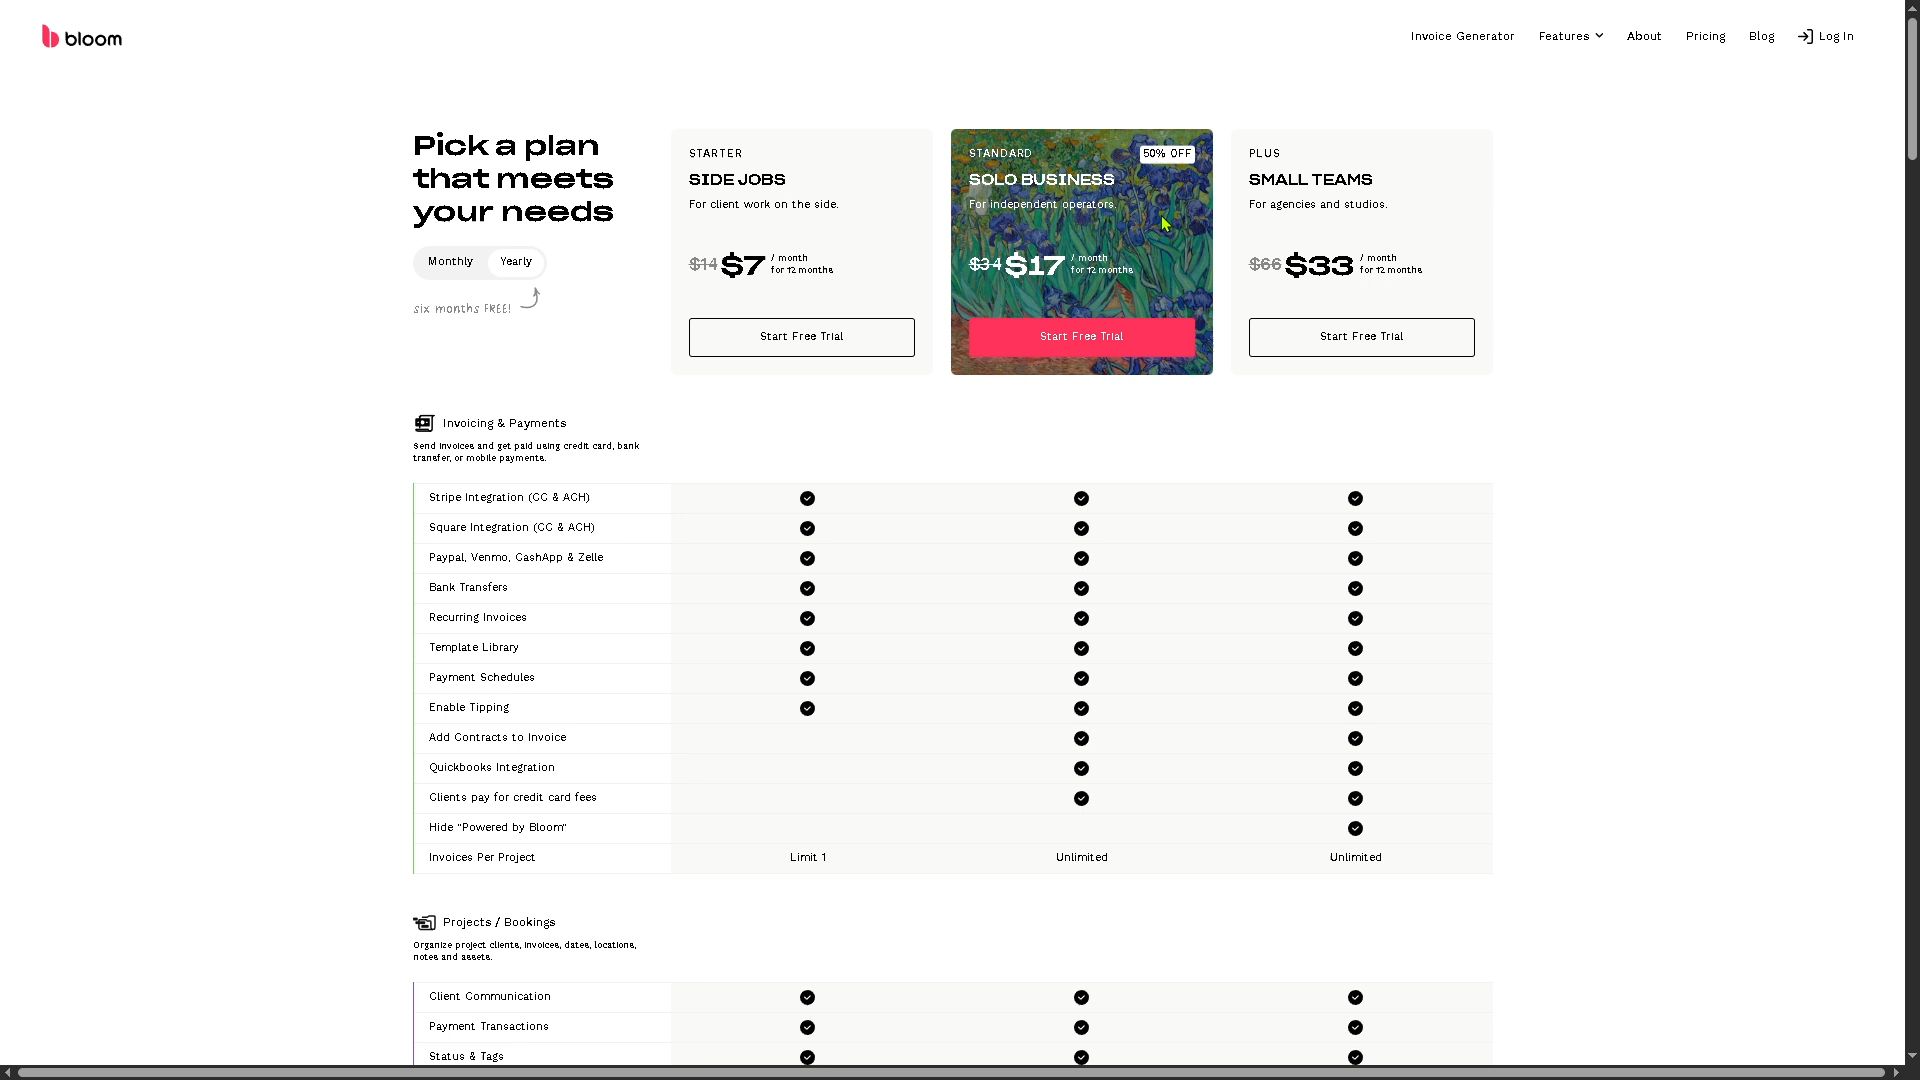 bloom
Invoice Generator
Features
About
Pricing
Blog
Log In
Pick a plan
that meets
your needs
Monthly
Yearly
six months FREE!
STARTER
SIDE JOBS
For client work on the side.
$14 $7 / month
for 12 months
Start Free Trial
STANDARD
50% OFF
SOLO BUSINESS
For independent operators.
$34 $17 / month
for 12 months
Start Free Trial
PLUS
SMALL TEAMS
For agencies and studios.
$66 $33 / month
for 12 months
Start Free Trial
Invoicing & Payments
Send invoices and get paid using credit card, bank
transfer, or mobile payments.
Stripe Integration (CC & ACH)
Square Integration (CC & ACH)
Paypal, Venmo, CashApp & Zelle
Bank Transfers
Recurring Invoices
Template Library
Payment Schedules
Enable Tipping
Add Contracts to Invoice
Quickbooks Integration
Clients pay for credit card fees
Hide "Powered by Bloom"
Invoices Per Project Limit 1 Unlimited Unlimited
Projects / Bookings
Organize project clients, invoices, dates, locations,
notes and assets.
Client Communication
Payment Transactions
Status & Tags